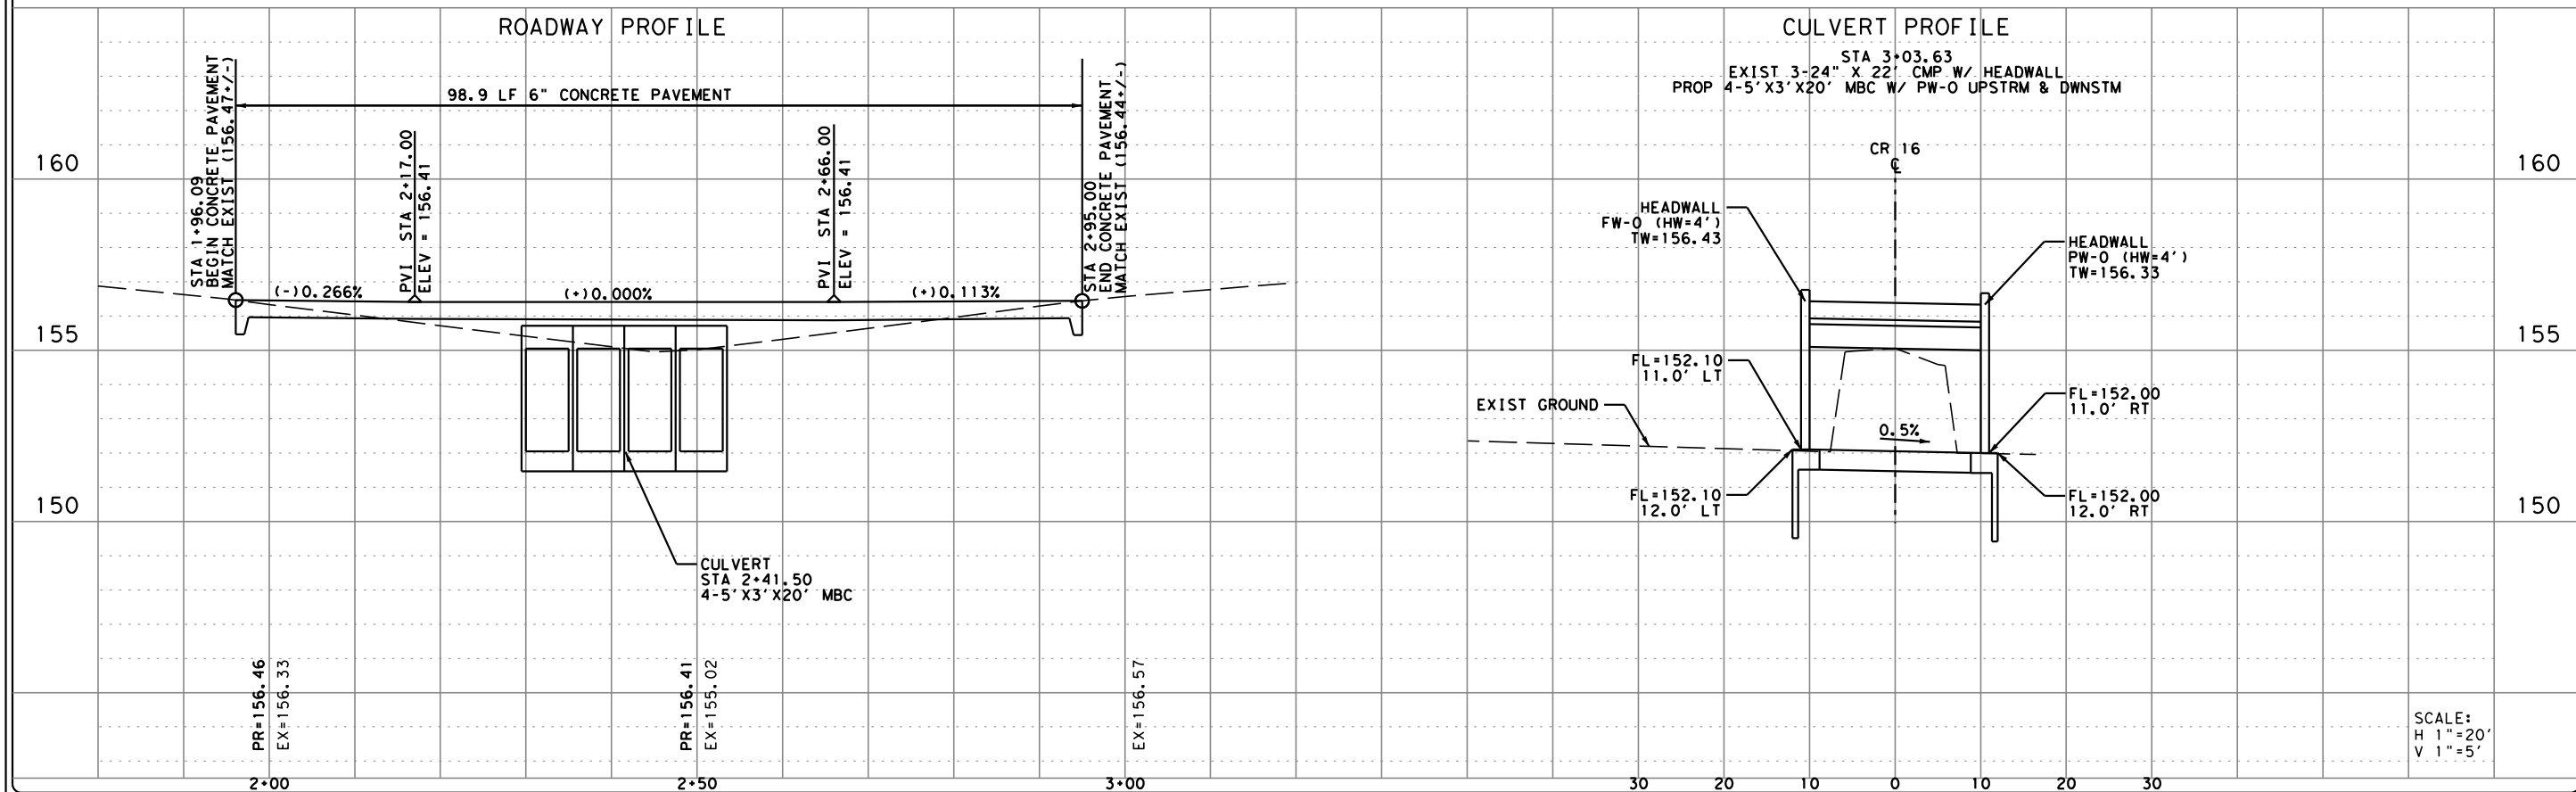 ROADWAY PROFILE
STA 1+96.09
BEGIN CONCRETE PAVEMENT
MATCH EXIST (156.47+/-)
98.9 LF 6" CONCRETE PAVEMENT
PVI STA 2+17.00
ELEV = 156.41
PVI STA 2+66.00
ELEV = 156.41
STA 2+95.00
END CONCRETE PAVEMENT
MATCH EXIST (156.44+/-)
160
155
150
(-)0.266%
(+)0.000%
(+)0.113%
CULVERT
STA 2+41.50
4-5'X3'X20' MBC
PR=156.46
EX=156.33
PR=156.41
EX=155.02
EX=156.57
2+00
2+50
3+00
CULVERT PROFILE
STA 3+03.63
EXIST 3-24" X 22' CMP W/ HEADWALL
PROP 4-5'X3'X20' MBC W/ PW-O UPSTRM & DWNSTM
CR 16
℄
HEADWALL
FW-O (HW=4')
TW=156.43
HEADWALL
PW-O (HW=4')
TW=156.33
FL=152.10
11.0' LT
FL=152.00
11.0' RT
EXIST GROUND
0.5%
FL=152.10
12.0' LT
FL=152.00
12.0' RT
160
155
150
SCALE:
H 1"=20'
V 1"=5'
30
20
10
0
10
20
30